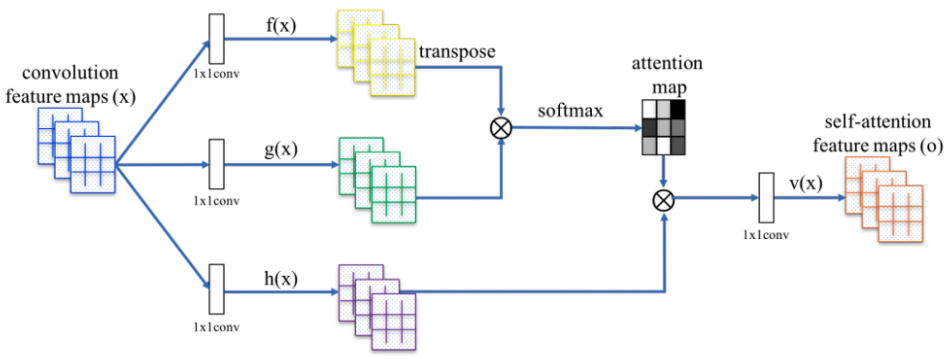 convolution
feature maps (x)
f(x)
1x1conv
transpose
g(x)
1x1conv
h(x)
1x1conv
softmax
attention
map
1x1conv
v(x)
self-attention
feature maps (o)